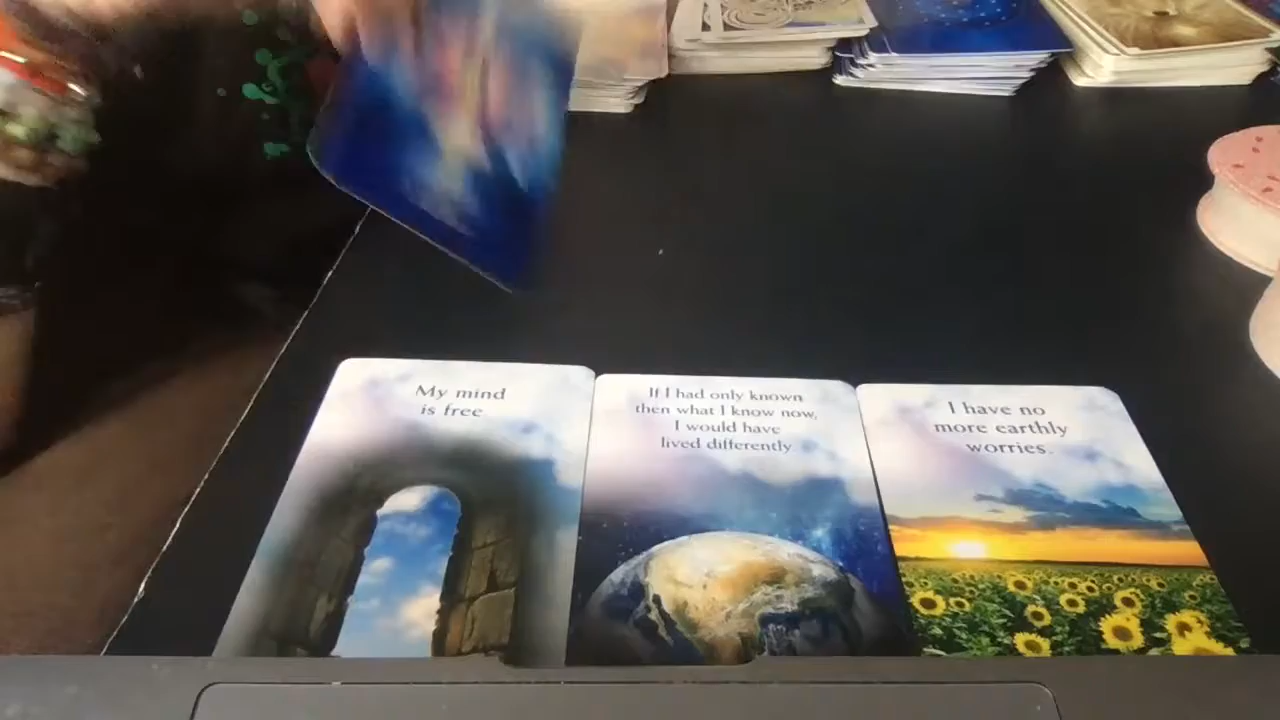 My mind
is free
If I had only known
then what I know now,
I would have
lived differently
I have no
more earthly
worries.